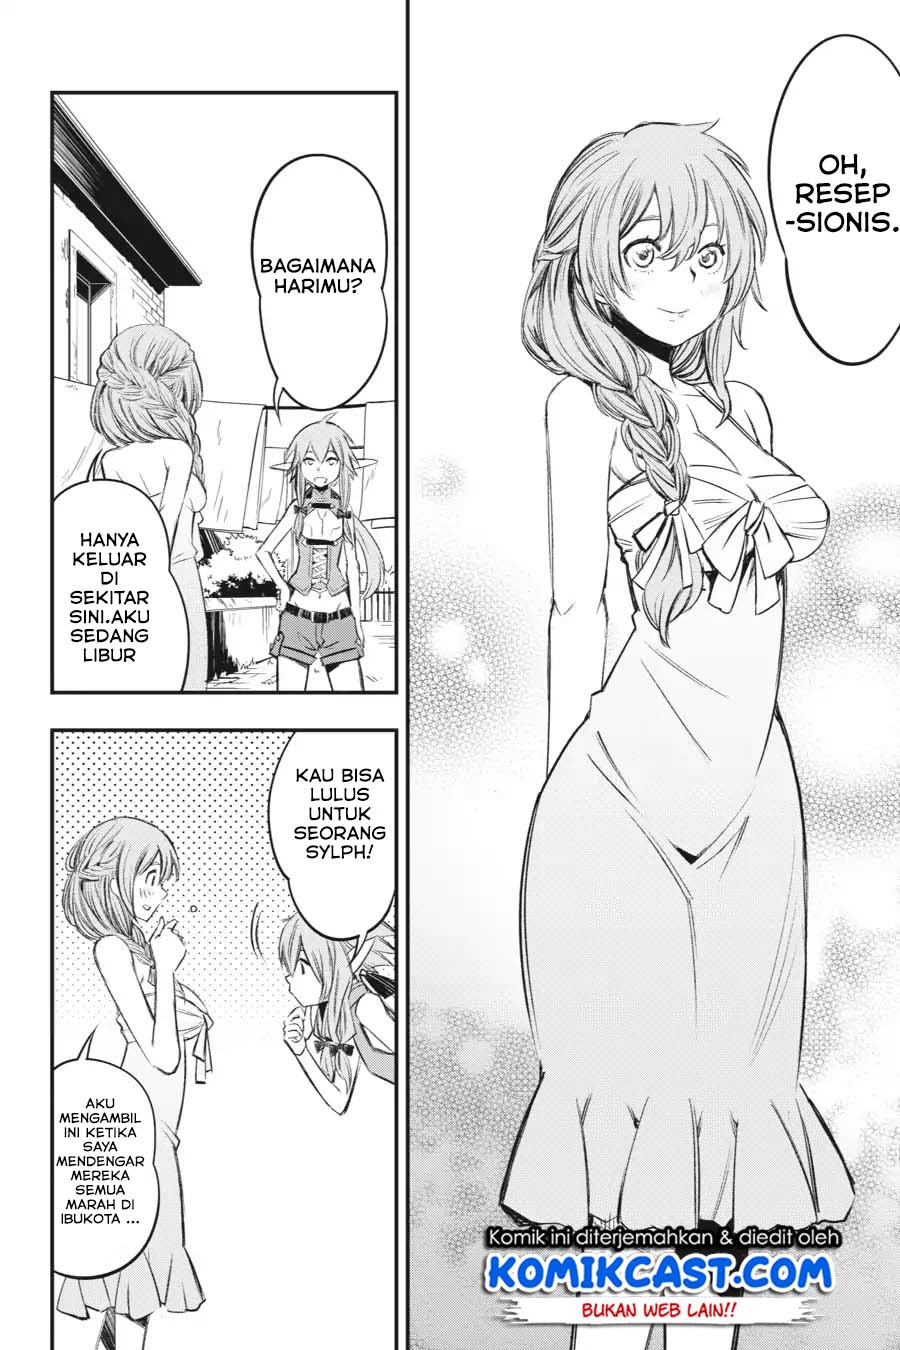 OH,
RESEP
-SIONIS.
BAGAIMANA
HARIMU?
HANYA
KELUAR
DI
SEKITAR
SINI.AKU
SEDANG
LIBUR
KAU BISA
LULUS
UNTUK
SEORANG
SYLPH!
AKU
MENGAMBIL
INI KETIKA
SAYA
MENDENGAR
MEREKA
SEMUA
MARAH DI
IBUKOTA ...
Komik ini diterjemahkan & diedit oleh
KOMIKCAST.COM
BUKAN WEB LAIN!!